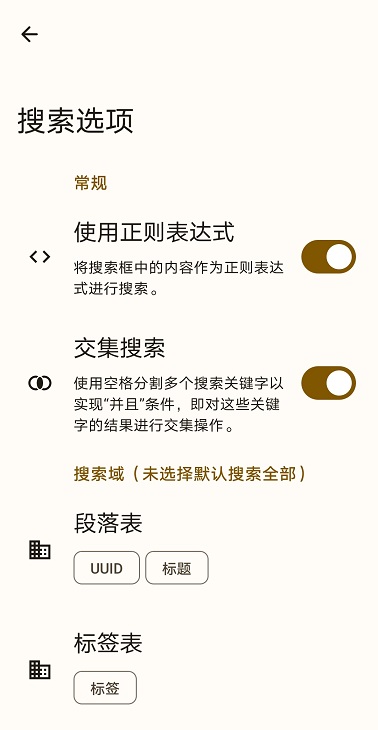 搜索选项
常规
使用正则表达式
将搜索框中的内容作为正则表达
式进行搜索。
交集搜索
使用空格分割多个搜索关键字以
实现“并且”条件，即对这些关键
字的结果进行交集操作。
搜索域（未选择默认搜索全部）
段落表
UUID 标题
标签表
标签